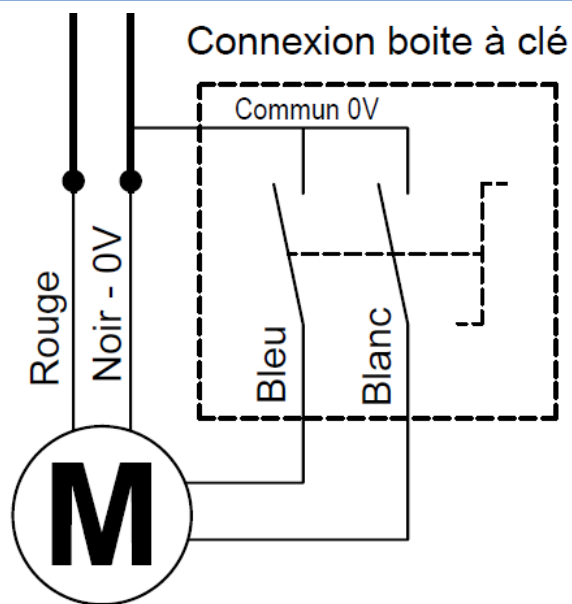 Connexion boite à clé
Commun 0V
Rouge
Noir - 0V
Bleu
Blanc
M